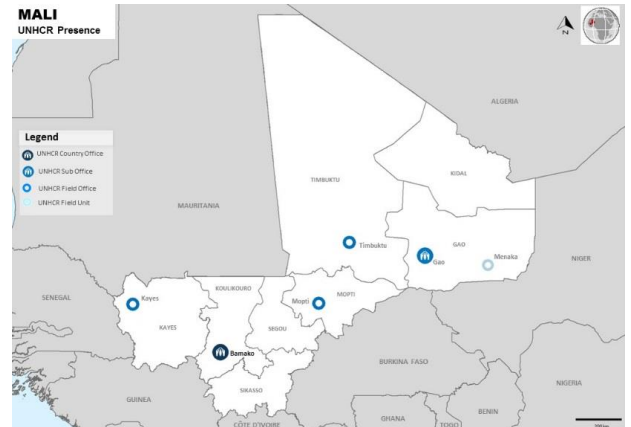 MALI
UNHCR Presence
N
ALGERIA
Legend
UNHCR Country Office
UNHCR Sub Office
UNHCR Field Office
UNHCR Field Unit
TIMBUKTU
KIDAL
MAURITANIA
Timbuktu
GAO
Gao
Menaka
NIGER
KOULIKOURO
MOPTI
Mopti
Kayes
SENEGAL
KAYES
SEGOU
Bamako
BURKINA FASO
SIKASSO
NIGERIA
GUINEA
BENIN
GHANA
TOGO
CÔTE D'IVOIRE